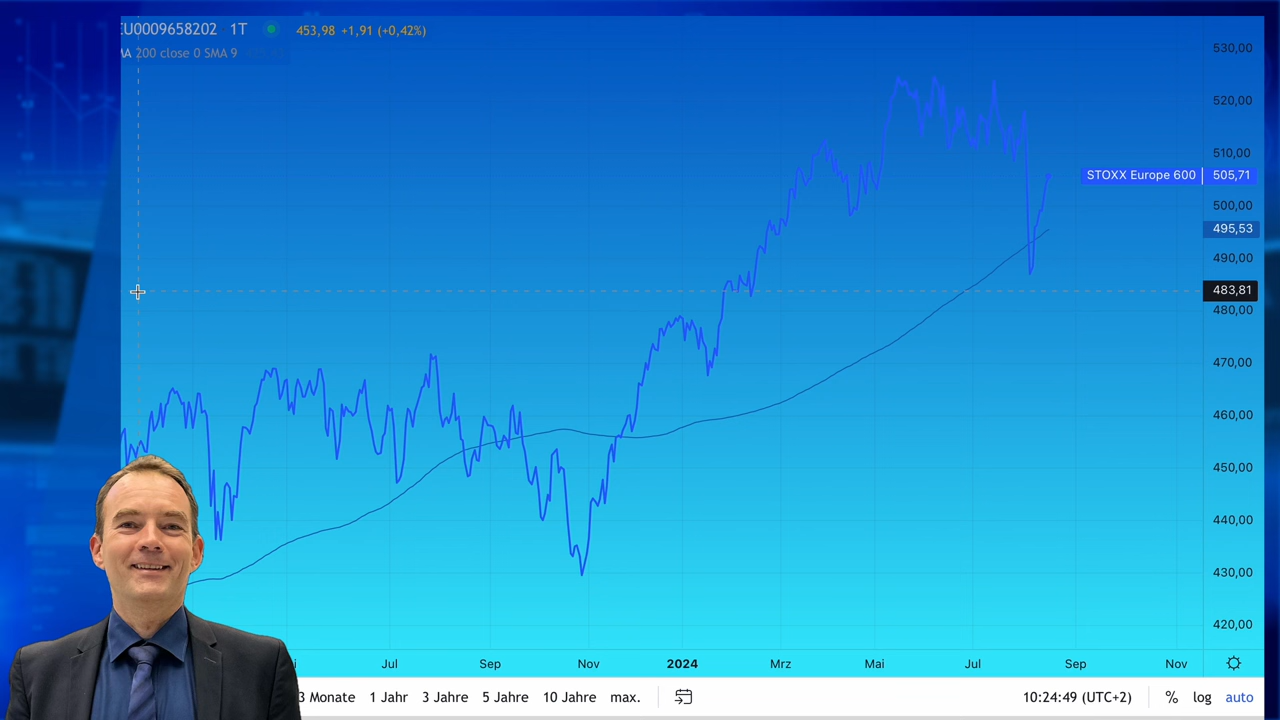 EU0009658202 1T 453,98 +1,91 (+0,42%)
MA 200 close 0 SMA 9
530,00
520,00
510,00
STOXX Europe 600 505,71
500,00
495,53
490,00
483,81
480,00
470,00
460,00
450,00
440,00
430,00
420,00
Jul Sep Nov 2024 Mrz Mai Jul Sep Nov
3 Monate 1 Jahr 3 Jahre 5 Jahre 10 Jahre max. 10:24:49 (UTC+2) % log auto